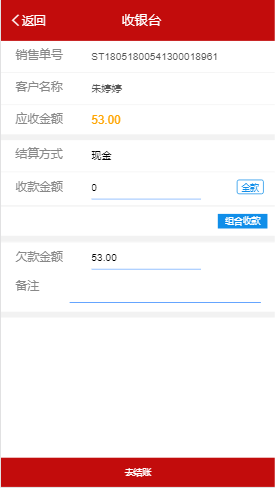 返回 收银台
销售单号 ST18051800541300018961
客户名称 朱婷婷
应收金额 53.00
结算方式 现金
收款金额 0 全款
组合收款
欠款金额 53.00
备注
去结账